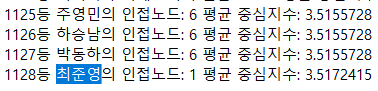 1125등 주영민의 인접노드: 6 평균 중심지수: 3.5155728
1126등 하승남의 인접노드: 6 평균 중심지수: 3.5155728
1127등 박동하의 인접노드: 6 평균 중심지수: 3.5155728
1128등 최준영의 인접노드: 1 평균 중심지수: 3.5172415